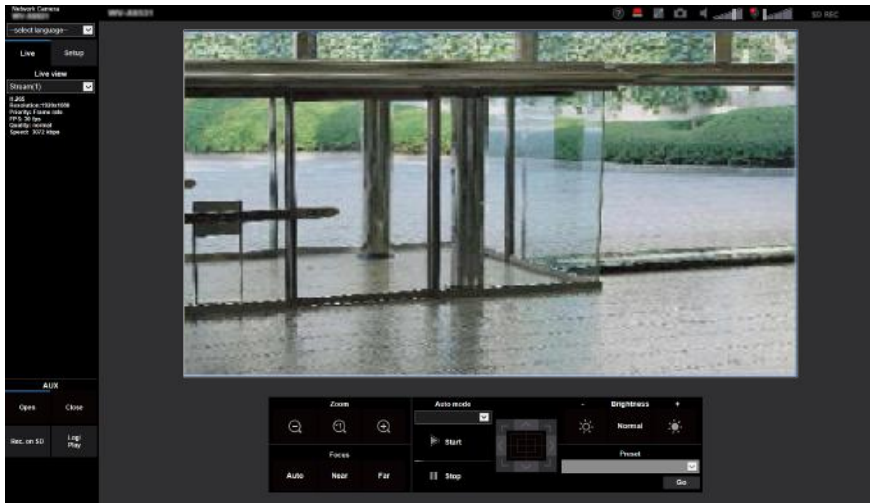 Network Camera
--select language--
Live Setup
Live view
Stream(1)
H.265
Resolution:1920x1080
Priority: Frame rate
FPS: 30 fps
Quality: normal
Speed: 3072 kbps
SD REC
AUX
Open Close
Rec. on SD Log/
Play
Zoom
x1
Focus
Auto Near Far
Auto mode
Start
Stop
- Brightness +
Normal
Preset
Go